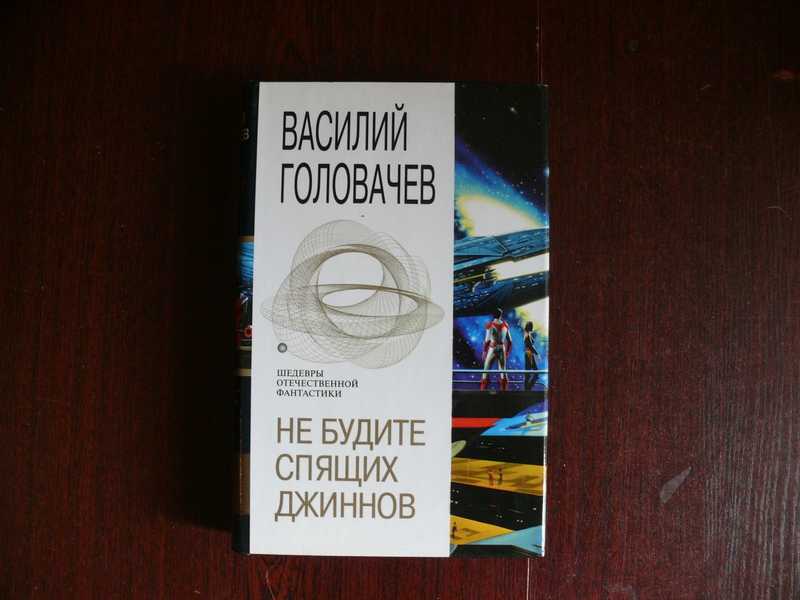 ВАСИЛИЙ
ГОЛОВАЧЕВ
ШЕДЕВРЫ
ОТЕЧЕСТВЕННОЙ
ФАНТАСТИКИ
НЕ БУДИТЕ
СПЯЩИХ
ДЖИННОВ